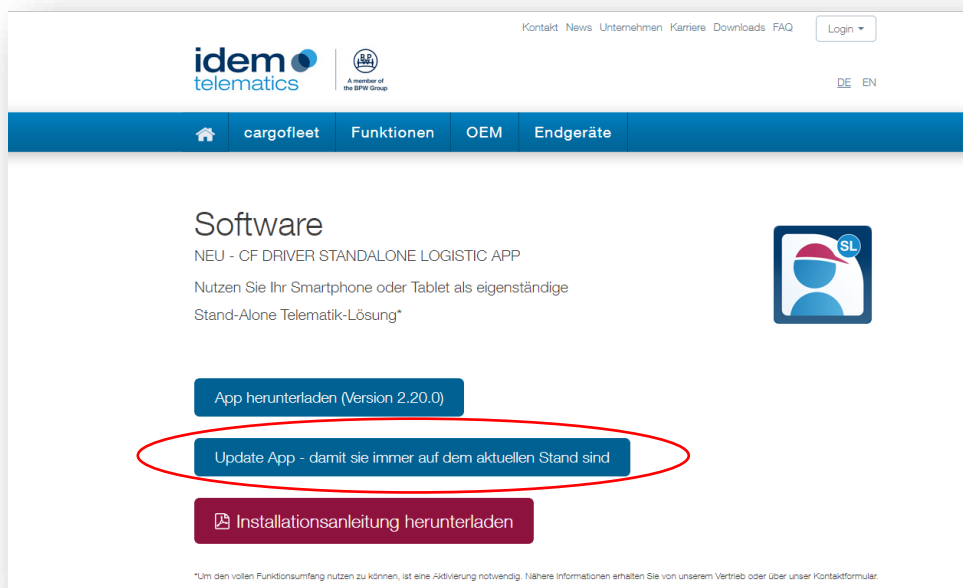 Kontakt News Unternehmen Karriere Downloads FAQ Login
idem
telematics
BPW
A member of
the BPW Group
DE EN
cargofleet Funktionen OEM Endgeräte
Software
NEU - CF DRIVER STANDALONE LOGISTIC APP
SL
Nutzen Sie Ihr Smartphone oder Tablet als eigenständige
Stand-Alone Telematik-Lösung*
App herunterladen (Version 2.20.0)
Update App - damit sie immer auf dem aktuellen Stand sind
Installationsanleitung herunterladen
*Um den vollen Funktionsumfang nutzen zu können, ist eine Aktivierung notwendig. Nähere Informationen erhalten Sie von unserem Vertrieb oder über unser Kontaktformular.